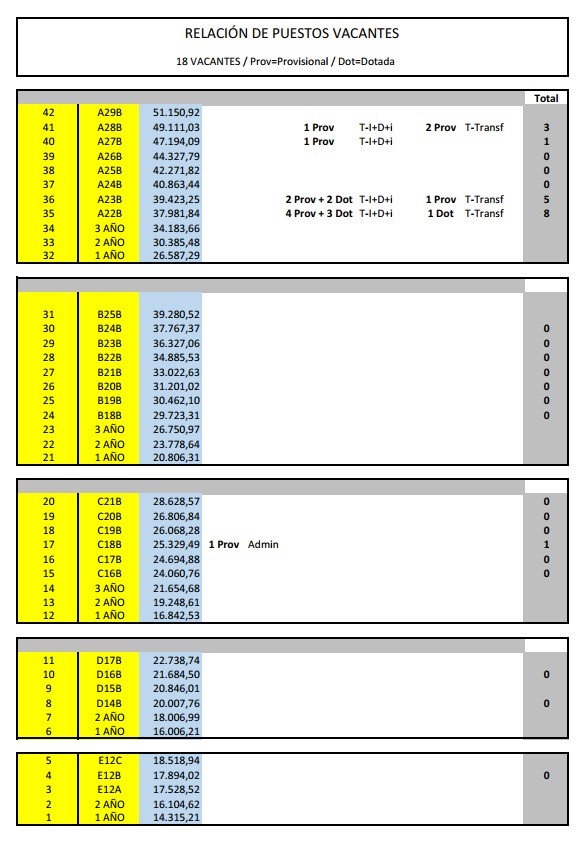 RELACIÓN DE PUESTOS VACANTES
18 VACANTES / Prov=Provisional / Dot=Dotada
Total
42 A29B 51.150,92
41 A28B 49.111,03 1 Prov T-I+D+i 2 Prov T-Transf 3
40 A27B 47.194,09 1 Prov T-I+D+i 1
39 A26B 44.327,79 0
38 A25B 42.271,82 0
37 A24B 40.863,44 0
36 A23B 39.423,25 2 Prov + 2 Dot T-I+D+i 1 Prov T-Transf 5
35 A22B 37.981,84 4 Prov + 3 Dot T-I+D+i 1 Dot T-Transf 8
34 3 AÑO 34.183,66
33 2 AÑO 30.385,48
32 1 AÑO 26.587,29
31 B25B 39.280,52
30 B24B 37.767,37 0
29 B23B 36.327,06 0
28 B22B 34.885,53 0
27 B21B 33.022,63 0
26 B20B 31.201,02 0
25 B19B 30.462,10 0
24 B18B 29.723,31 0
23 3 AÑO 26.750,97
22 2 AÑO 23.778,64
21 1 AÑO 20.806,31
20 C21B 28.628,57 0
19 C20B 26.806,84 0
18 C19B 26.068,28 0
17 C18B 25.329,49 1 Prov Admin 1
16 C17B 24.694,88 0
15 C16B 24.060,76 0
14 3 AÑO 21.654,68
13 2 AÑO 19.248,61
12 1 AÑO 16.842,53
11 D17B 22.738,74
10 D16B 21.684,50 0
9 D15B 20.846,01
8 D14B 20.007,76 0
7 2 AÑO 18.006,99
6 1 AÑO 16.006,21
5 E12C 18.518,94
4 E12B 17.894,02 0
3 E12A 17.528,52
2 2 AÑO 16.104,62
1 1 AÑO 14.315,21